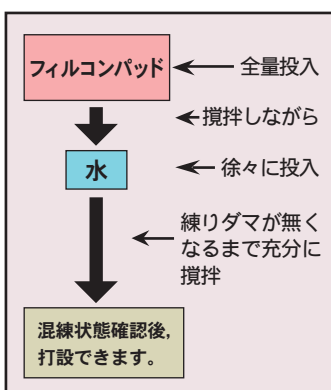 フィルコンパッド
全量投入
撹拌しながら
水
徐々に投入
練りダマが無く
なるまで充分に
撹拌
混練状態確認後,
打設できます。